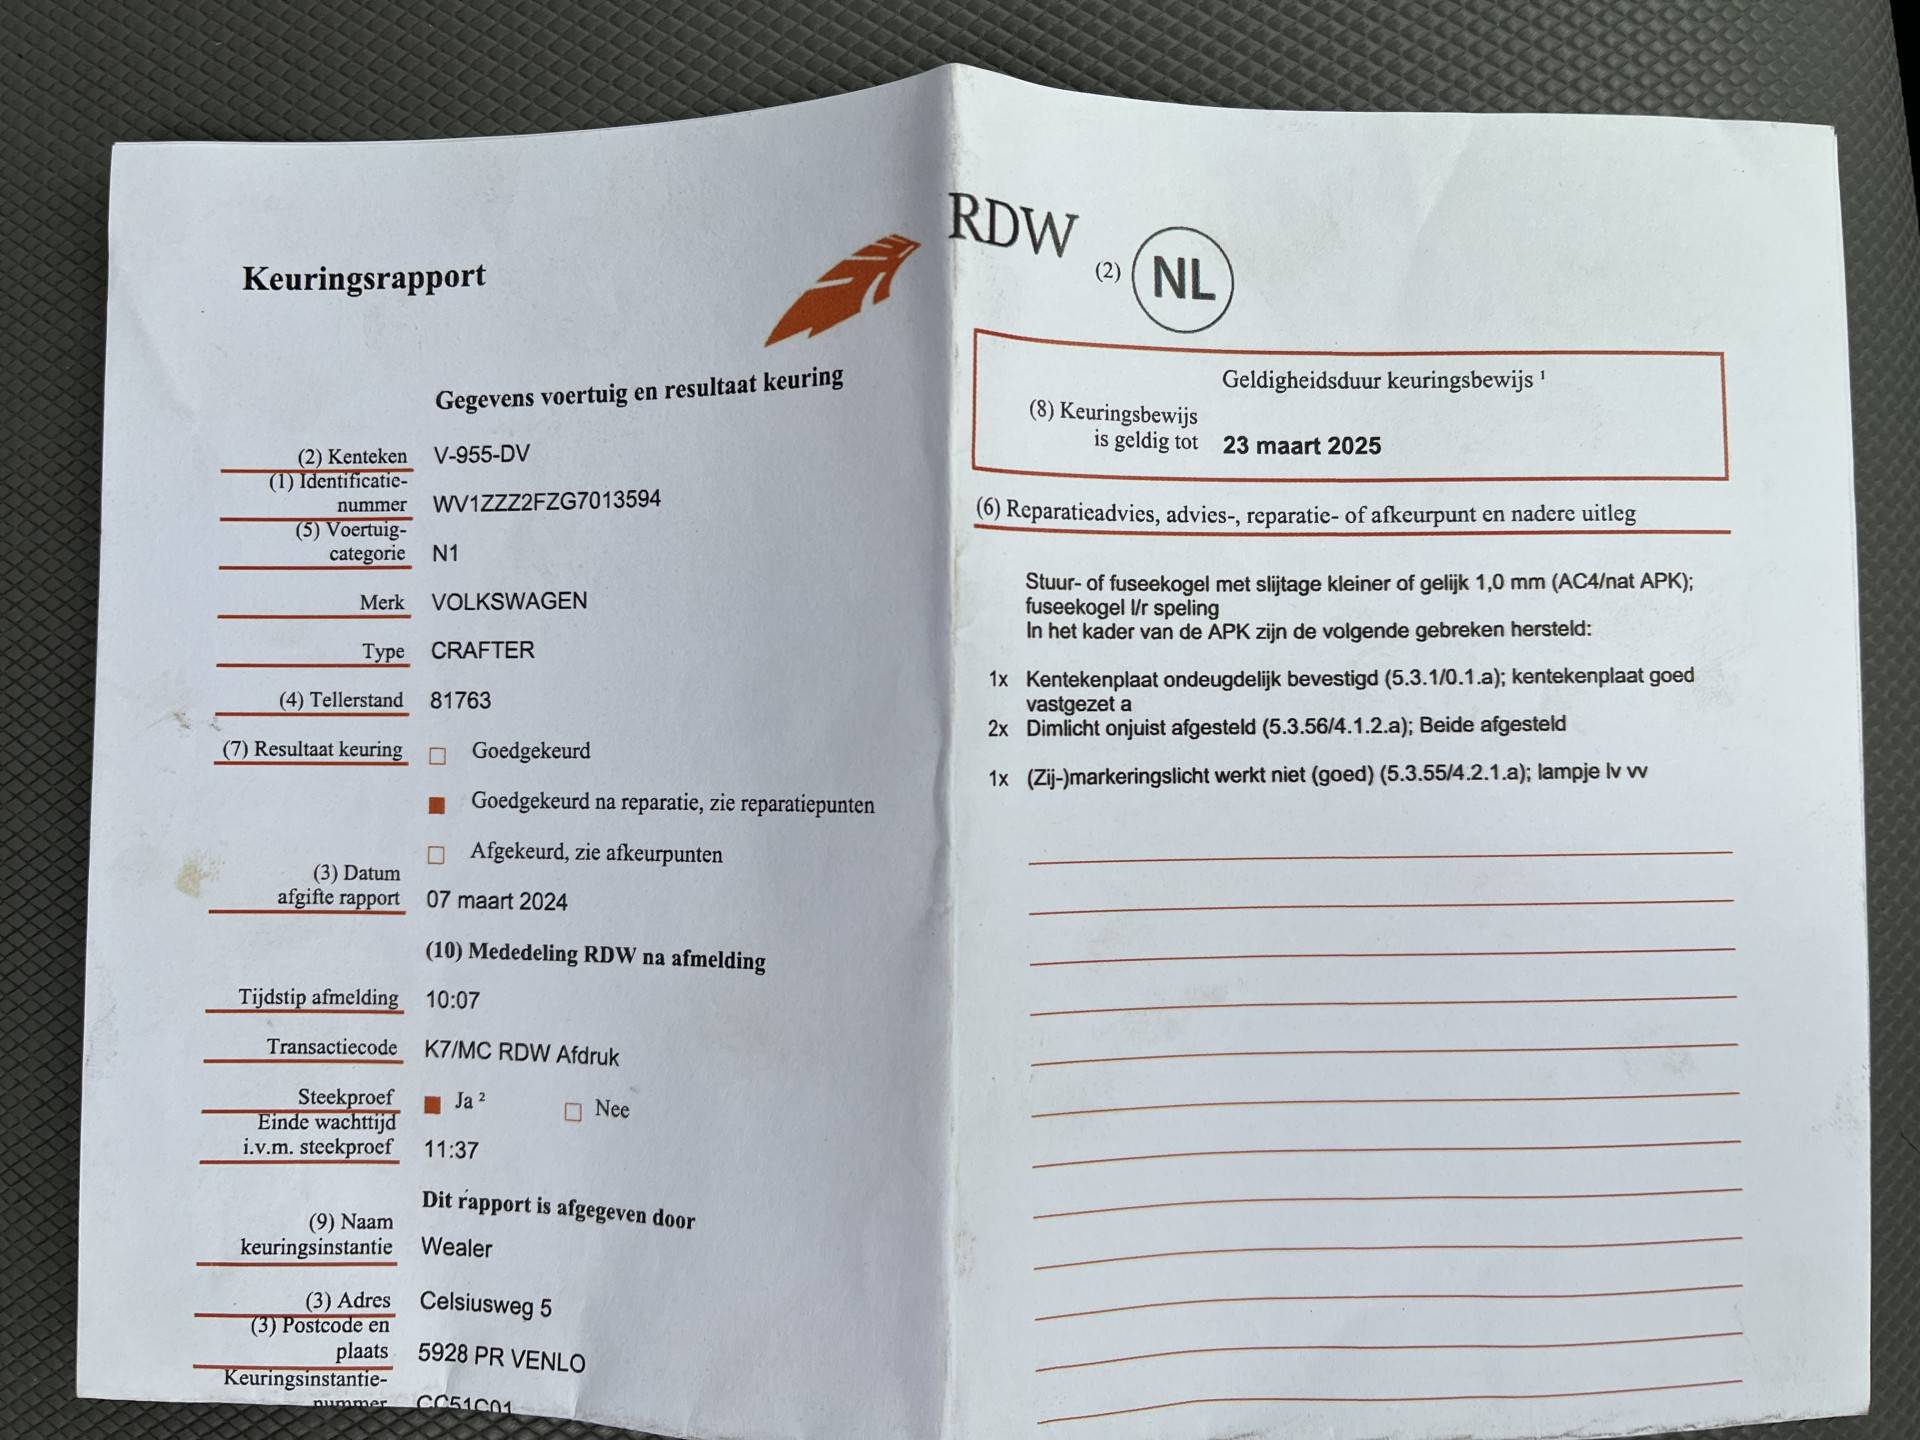 Keuringsrapport
Gegevens voertuig en resultaat keuring
(2) Kenteken V-955-DV
(1) Identificatie-
nummer WV1ZZZ2FZG7013594
(5) Voertuig-
categorie N1
Merk VOLKSWAGEN
Type CRAFTER
(4) Tellerstand 81763
(7) Resultaat keuring Goedgekeurd
Goedgekeurd na reparatie, zie reparatiepunten
Afgekeurd, zie afkeurpunten
(3) Datum
afgifte rapport 07 maart 2024
(10) Mededeling RDW na afmelding
Tijdstip afmelding 10:07
Transactiecode K7/MC RDW Afdruk
Steekproef Ja ² Nee
Einde wachttijd
i.v.m. steekproef 11:37
Dit rapport is afgegeven door
(9) Naam
keuringsinstantie Wealer
(3) Adres Celsiusweg 5
(3) Postcode en
plaats 5928 PR VENLO
Keuringsinstantie-
nummer CC51C01
RDW
(2) NL
Geldigheidsduur keuringsbewijs ¹
(8) Keuringsbewijs
is geldig tot 23 maart 2025
(6) Reparatieadvies, advies-, reparatie- of afkeurpunt en nadere uitleg
Stuur- of fuseekogel met slijtage kleiner of gelijk 1,0 mm (AC4/nat APK);
fuseekogel l/r speling
In het kader van de APK zijn de volgende gebreken hersteld:
1x Kentekenplaat ondeugdelijk bevestigd (5.3.1/0.1.a); kentekenplaat goed
vastgezet a
2x Dimlicht onjuist afgesteld (5.3.56/4.1.2.a); Beide afgesteld
1x (Zij-)markeringslicht werkt niet (goed) (5.3.55/4.2.1.a); lampje lv vv